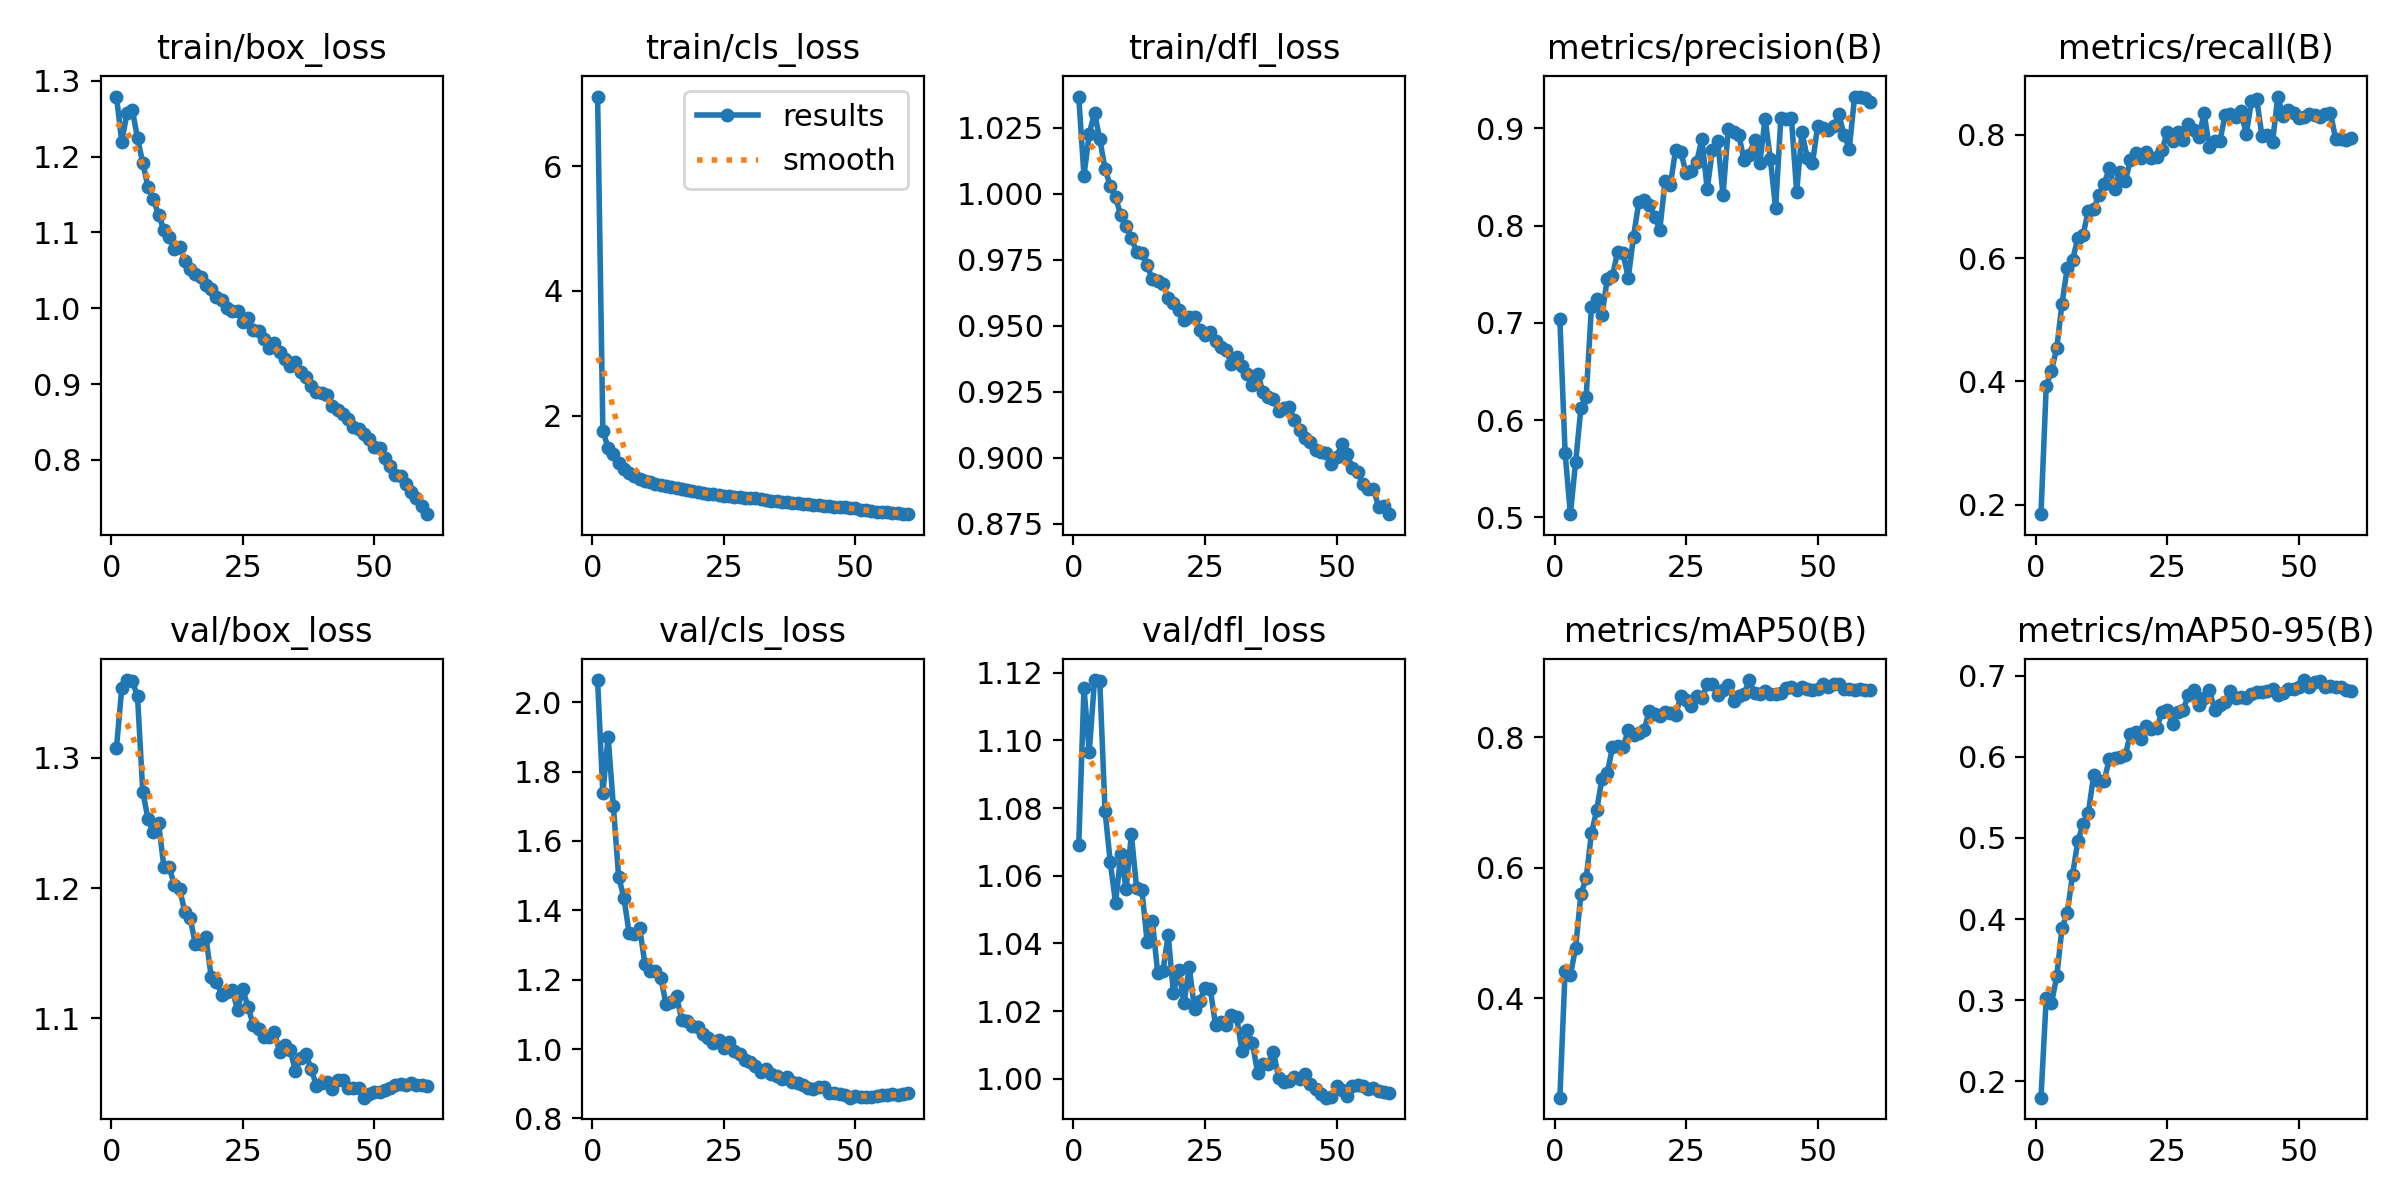 train/box_loss
1.3
1.2
1.1
1.0
0.9
0.8
0 25 50
train/cls_loss
results
smooth
6
4
2
0 25 50
train/dfl_loss
1.025
1.000
0.975
0.950
0.925
0.900
0.875
0 25 50
metrics/precision(B)
0.9
0.8
0.7
0.6
0.5
0 25 50
metrics/recall(B)
0.8
0.6
0.4
0.2
0 25 50
val/box_loss
1.3
1.2
1.1
0 25 50
val/cls_loss
2.0
1.8
1.6
1.4
1.2
1.0
0.8
0 25 50
val/dfl_loss
1.12
1.10
1.08
1.06
1.04
1.02
1.00
0 25 50
metrics/mAP50(B)
0.8
0.6
0.4
0 25 50
metrics/mAP50-95(B)
0.7
0.6
0.5
0.4
0.3
0.2
0 25 50